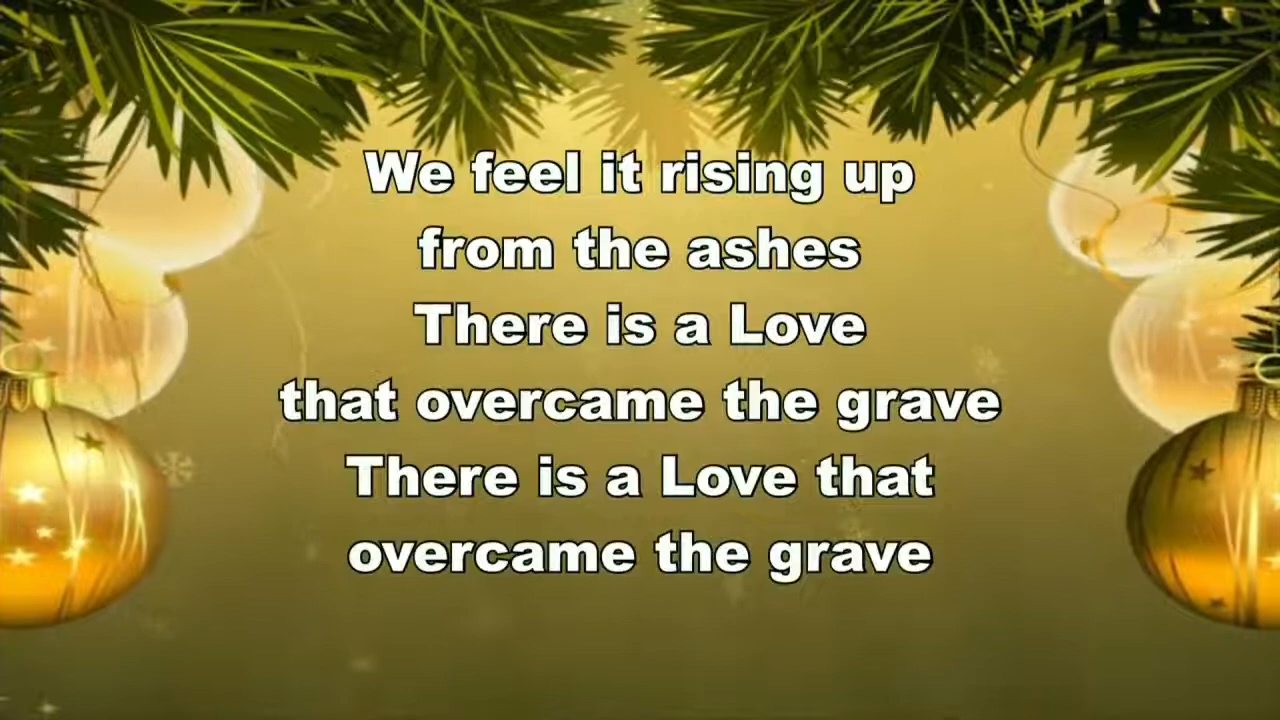 We feel it rising up
from the ashes
There is a Love
that overcame the grave
There is a Love that
overcame the grave